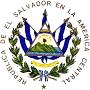 REPUBLICA DE EL SALVADOR EN LA AMERICA CENTRAL